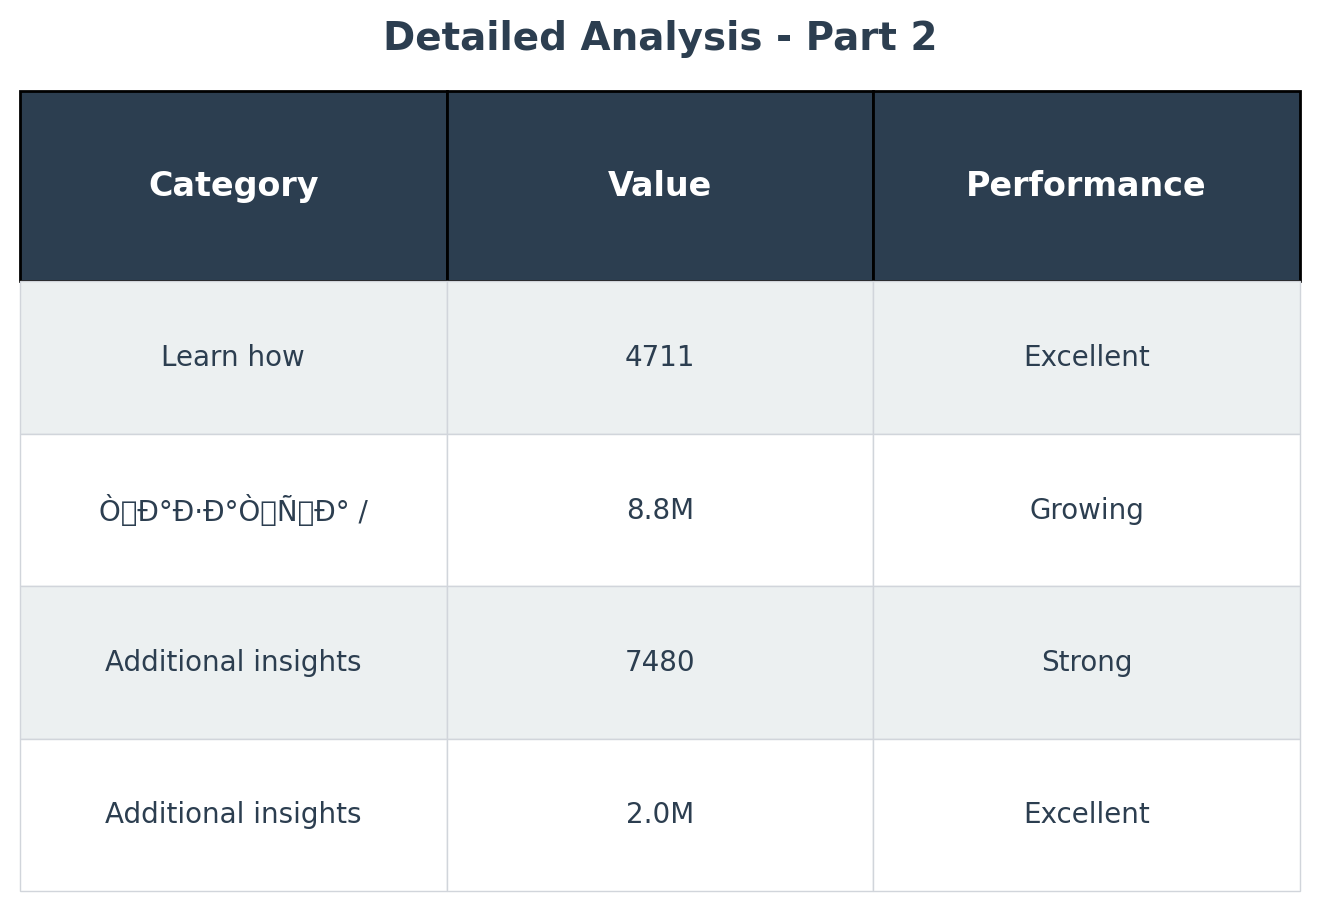 Detailed Analysis - Part 2
Category Value Performance
Learn how 4711 Excellent
Ò▯Ð°Ð·Ð°Ò▯Ñ▯Ð° / 8.8M Growing
Additional insights 7480 Strong
Additional insights 2.0M Excellent